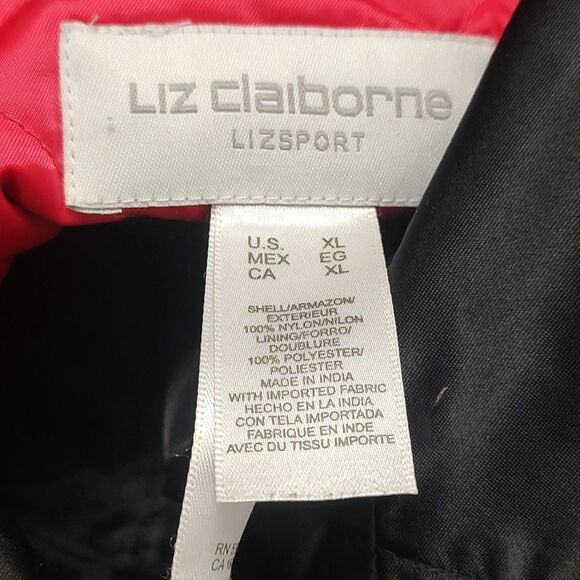 Liz claiborne
LIZSPORT
U.S. XL
MEX EG
CA XL
SHELL/ARMAZON/
EXTERIEUR
100% NYLON/NILON
LINING/FORRO/
DOUBLURE
100% POLYESTER/
POLIESTER
MADE IN INDIA
WITH IMPORTED FABRIC
HECHO EN LA INDIA
CON TELA IMPORTADA
FABRIQUE EN INDE
AVEC DU TISSU IMPORTE
RN
CA